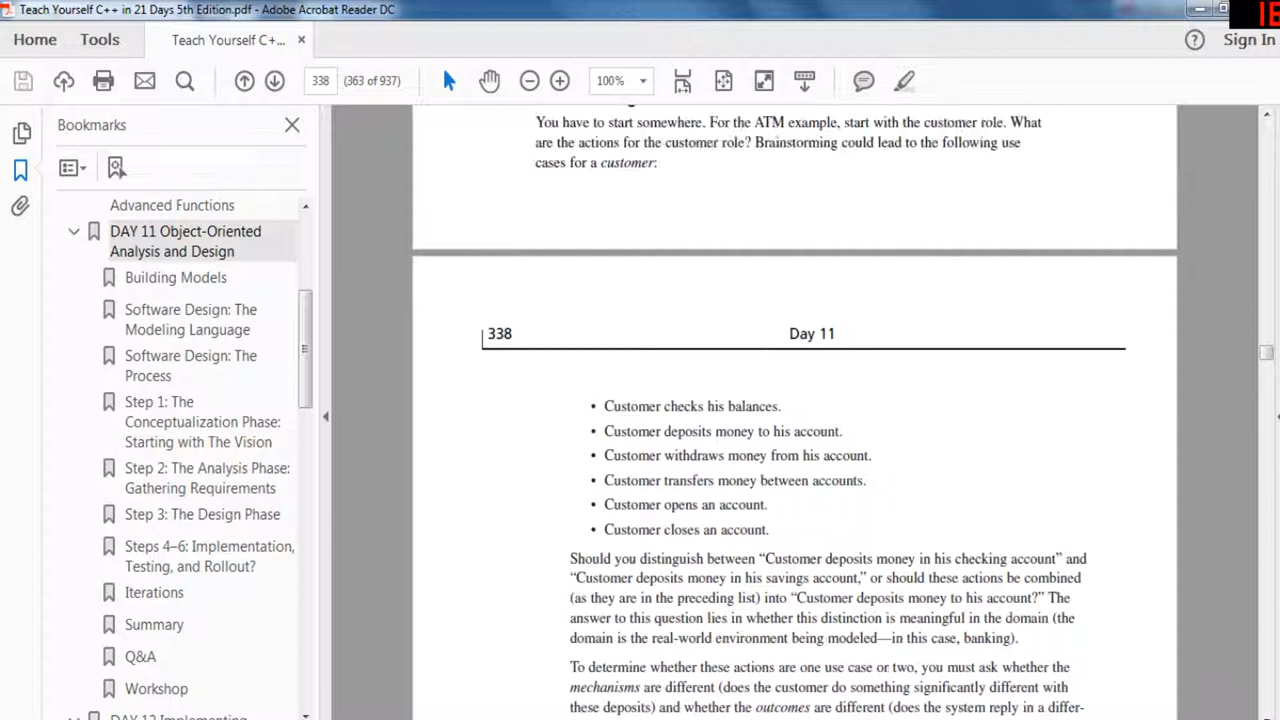 Teach Yourself C++ in 21 Days 5th Edition.pdf - Adobe Acrobat Reader DC
Home Tools Teach Yourself C++... × ? Sign In
338 (363 of 937) 100%
Bookmarks
Advanced Functions
DAY 11 Object-Oriented
Analysis and Design
Building Models
Software Design: The
Modeling Language
Software Design: The
Process
Step 1: The
Conceptualization Phase:
Starting with The Vision
Step 2: The Analysis Phase:
Gathering Requirements
Step 3: The Design Phase
Steps 4–6: Implementation,
Testing, and Rollout?
Iterations
Summary
Q&A
Workshop
DAY 12 Implementing
You have to start somewhere. For the ATM example, start with the customer role. What
are the actions for the customer role? Brainstorming could lead to the following use
cases for a customer:
338 Day 11
• Customer checks his balances.
• Customer deposits money to his account.
• Customer withdraws money from his account.
• Customer transfers money between accounts.
• Customer opens an account.
• Customer closes an account.
Should you distinguish between “Customer deposits money in his checking account” and
“Customer deposits money in his savings account,” or should these actions be combined
(as they are in the preceding list) into “Customer deposits money to his account?” The
answer to this question lies in whether this distinction is meaningful in the domain (the
domain is the real-world environment being modeled—in this case, banking).
To determine whether these actions are one use case or two, you must ask whether the
mechanisms are different (does the customer do something significantly different with
these deposits) and whether the outcomes are different (does the system reply in a differ-